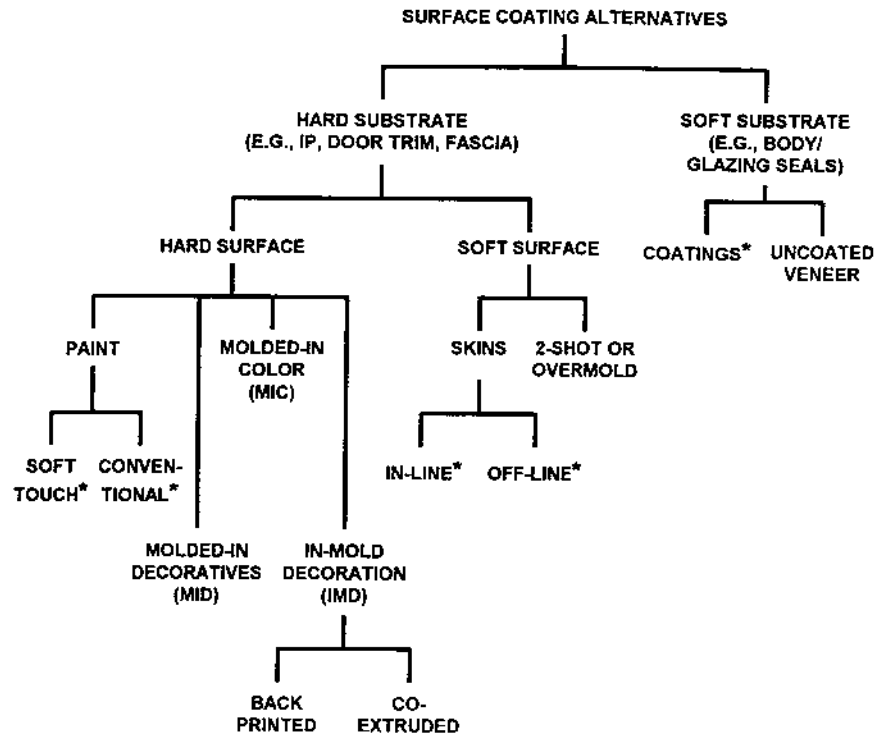 SURFACE COATING ALTERNATIVES
HARD SUBSTRATE
(E.G., IP, DOOR TRIM, FASCIA)
SOFT SUBSTRATE
(E.G., BODY/
GLAZING SEALS)
HARD SURFACE
SOFT SURFACE
COATINGS*
UNCOATED
VENEER
PAINT
MOLDED-IN
COLOR
(MIC)
SKINS
2-SHOT OR
OVERMOLD
SOFT
TOUCH*
CONVEN-
TIONAL*
IN-LINE*
OFF-LINE*
MOLDED-IN
DECORATIVES
(MID)
IN-MOLD
DECORATION
(IMD)
BACK
PRINTED
CO-
EXTRUDED